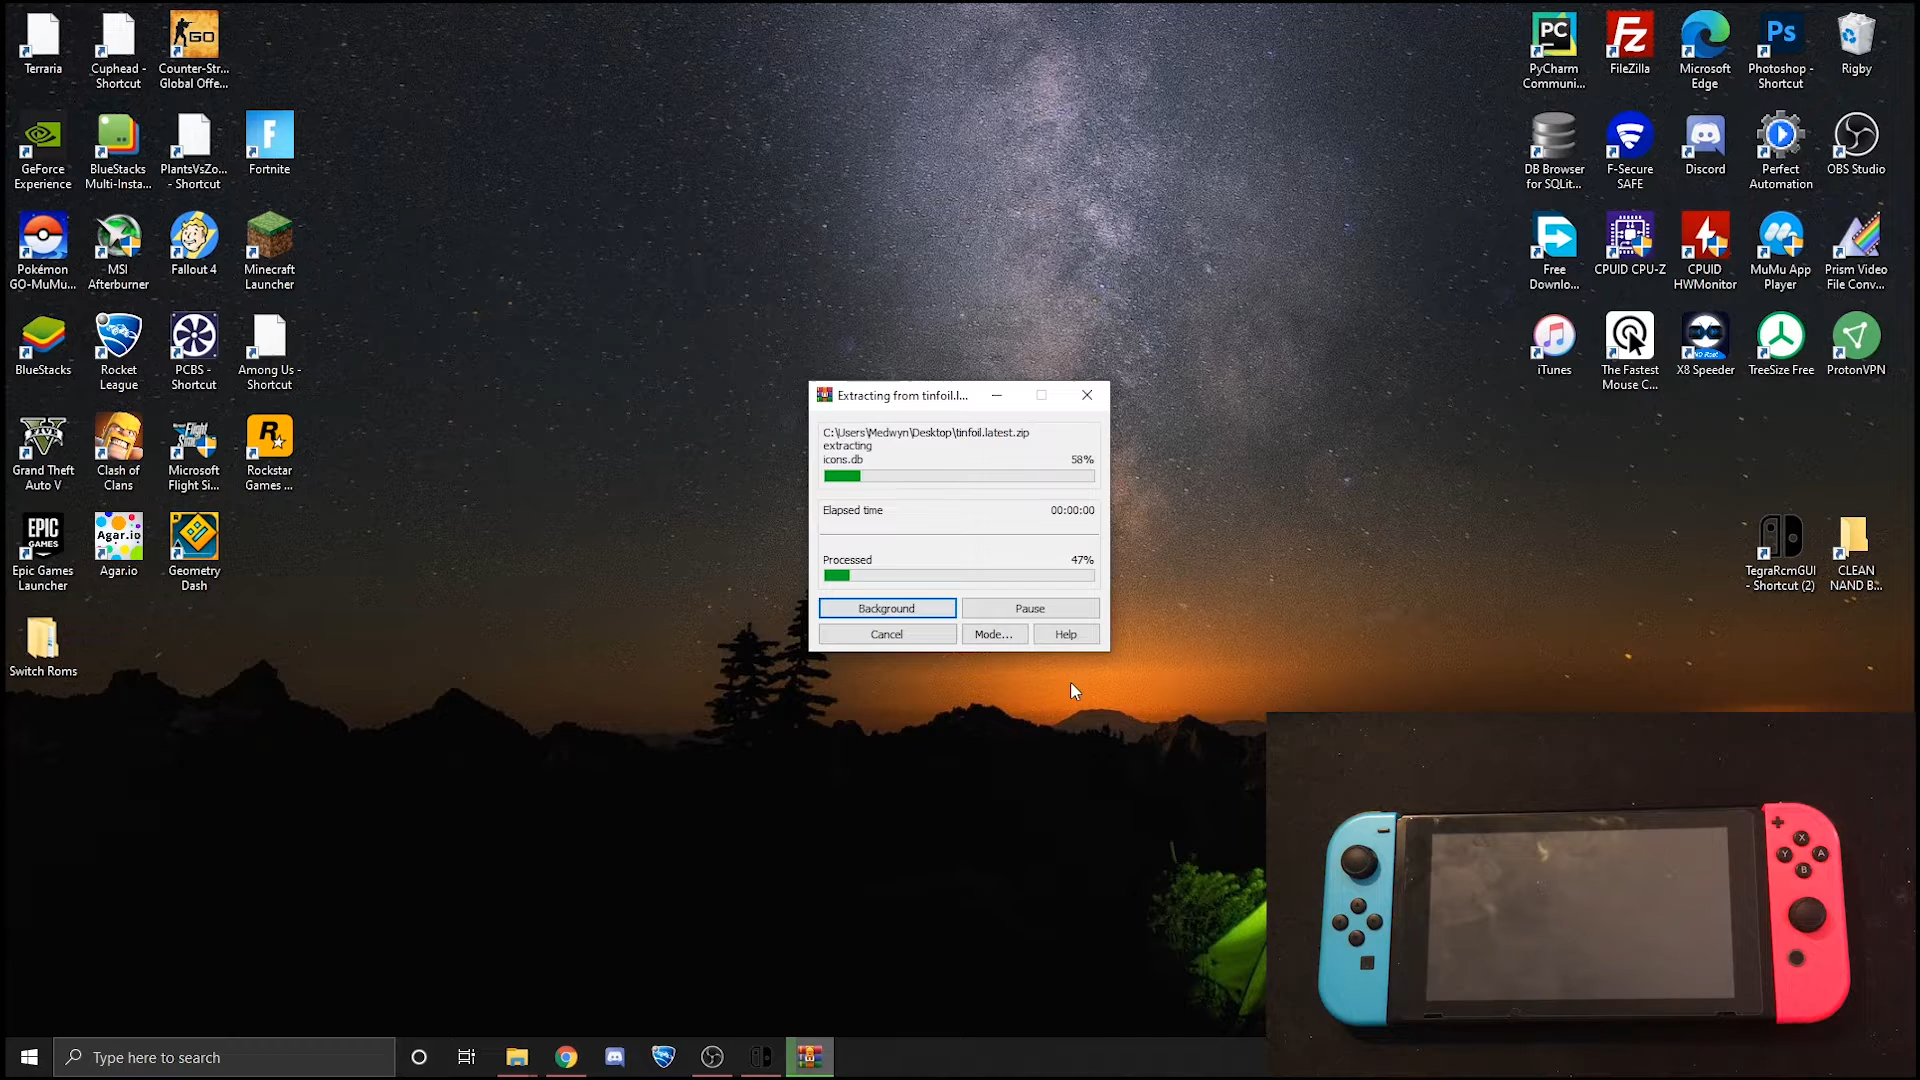 Terraria
Cuphead -
Shortcut
Counter-Str...
Global Offe...
GeForce
Experience
BlueStacks
Multi-Insta...
PlantsVsZo...
- Shortcut
Fortnite
Pokémon
GO-MuMu...
MSI
Afterburner
Fallout 4
Minecraft
Launcher
BlueStacks
Rocket
League
PCBS -
Shortcut
Among Us -
Shortcut
Grand Theft
Auto V
Clash of
Clans
Microsoft
Flight Si...
Rockstar
Games ...
Epic Games
Launcher
Agar.io
Geometry
Dash
Switch Roms
PyCharm
Communi...
FileZilla
Microsoft
Edge
Photoshop -
Shortcut
Rigby
DB Browser
for SQLit...
F-Secure
SAFE
Discord
Perfect
Automation
OBS Studio
Free
Downlo...
CPUID CPU-Z
CPUID
HWMonitor
MuMu App
Player
Prism Video
File Conv...
iTunes
The Fastest
Mouse C...
X8 Speeder
TreeSize Free
ProtonVPN
TegraRcmGUI
- Shortcut (2)
CLEAN
NAND B...
Extracting from tinfoil.l...
C:\Users\Medwyn\Desktop\tinfoil.latest.zip
extracting
icons.db 58%
Elapsed time 00:00:00
Processed 47%
Background Pause
Cancel Mode... Help
X
Y A
B
Type here to search